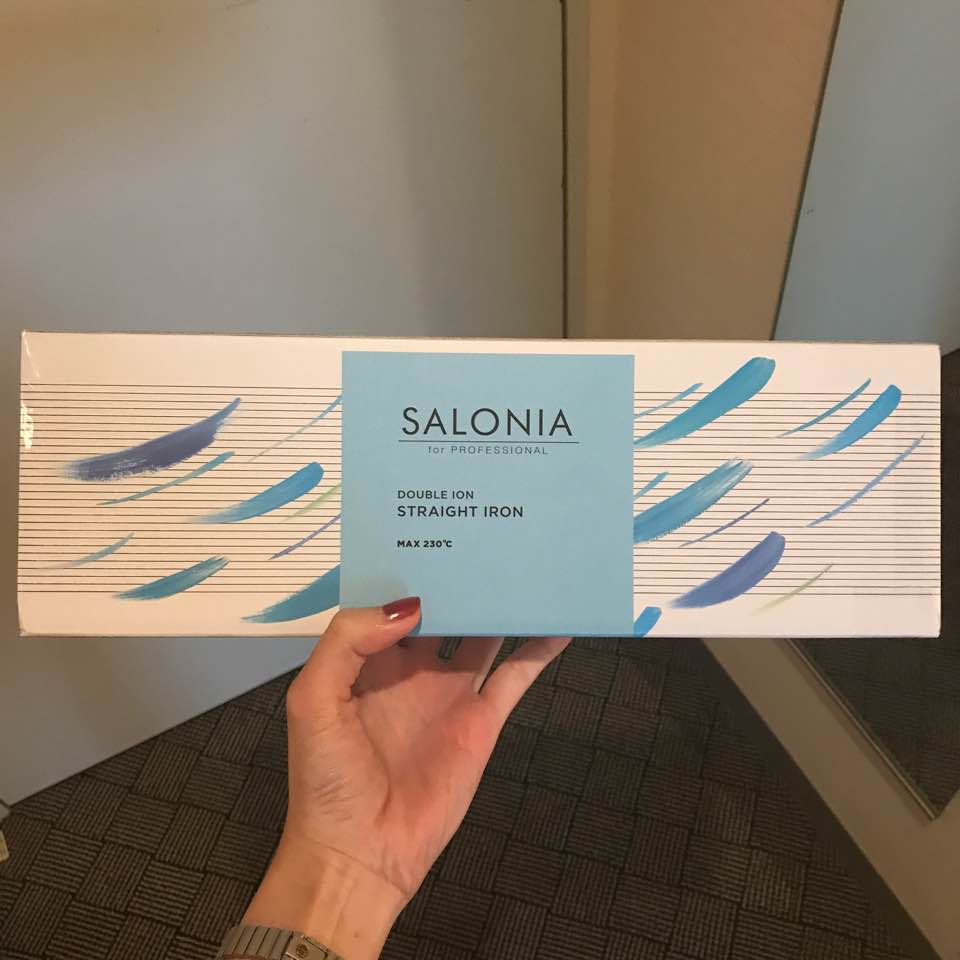 SALONIA
for PROFESSIONAL
DOUBLE ION
STRAIGHT IRON
MAX 230℃